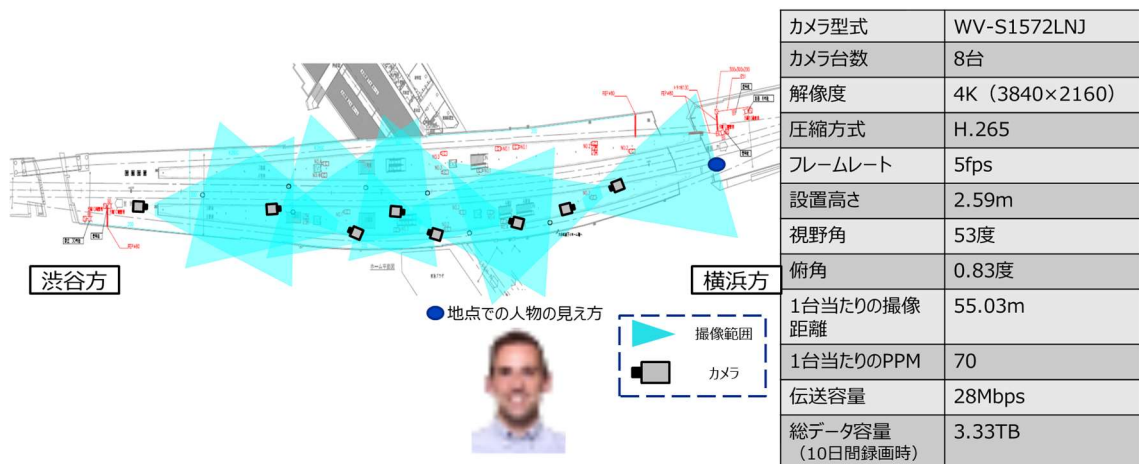 カメラ型式 WV-S1572LNJ
カメラ台数 8台
解像度 4K（3840×2160）
圧縮方式 H.265
フレームレート 5fps
設置高さ 2.59m
視野角 53度
俯角 0.83度
1台当たりの撮像
距離 55.03m
1台当たりのPPM 70
伝送容量 28Mbps
総データ容量 3.33TB
（10日間録画時）
渋谷方
横浜方
地点での人物の見え方
撮像範囲
カメラ